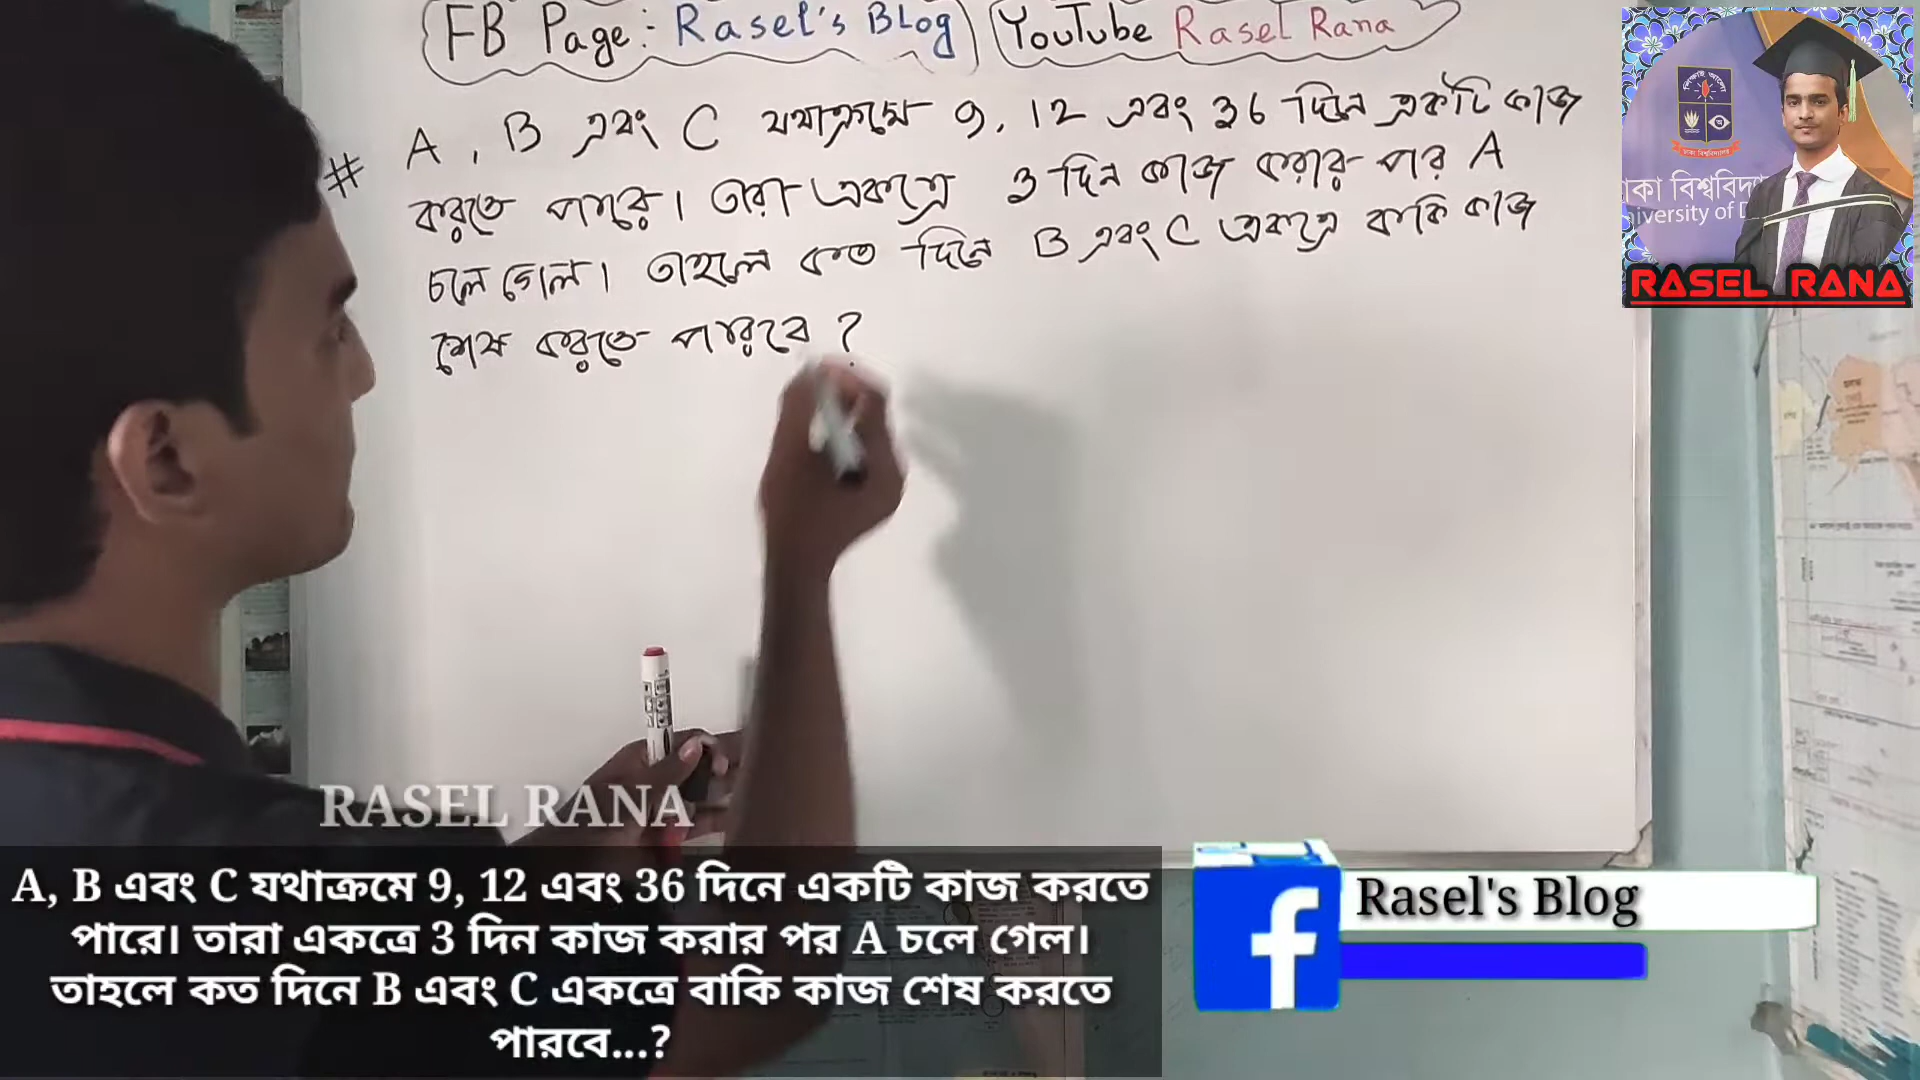 FB Page:- Rasel's BLog
YouTube Rasel Rana
# A, B এবং C যথাক্রমে 9, 12 এবং 36 দিনে একটি কাজ
করতে পারে। তারা একত্রে 3 দিন কাজ করার পর A
চলে গেল। তাহলে কত দিনে B এবং C একত্রে বাকি কাজ
শেষ করতে পারবে ?
RASEL RANA
RASEL RANA
A, B এবং C যথাক্রমে 9, 12 এবং 36 দিনে একটি কাজ করতে
পারে। তারা একত্রে 3 দিন কাজ করার পর A চলে গেল।
তাহলে কত দিনে B এবং C একত্রে বাকি কাজ শেষ করতে
পারবে...?
f
Rasel's Blog